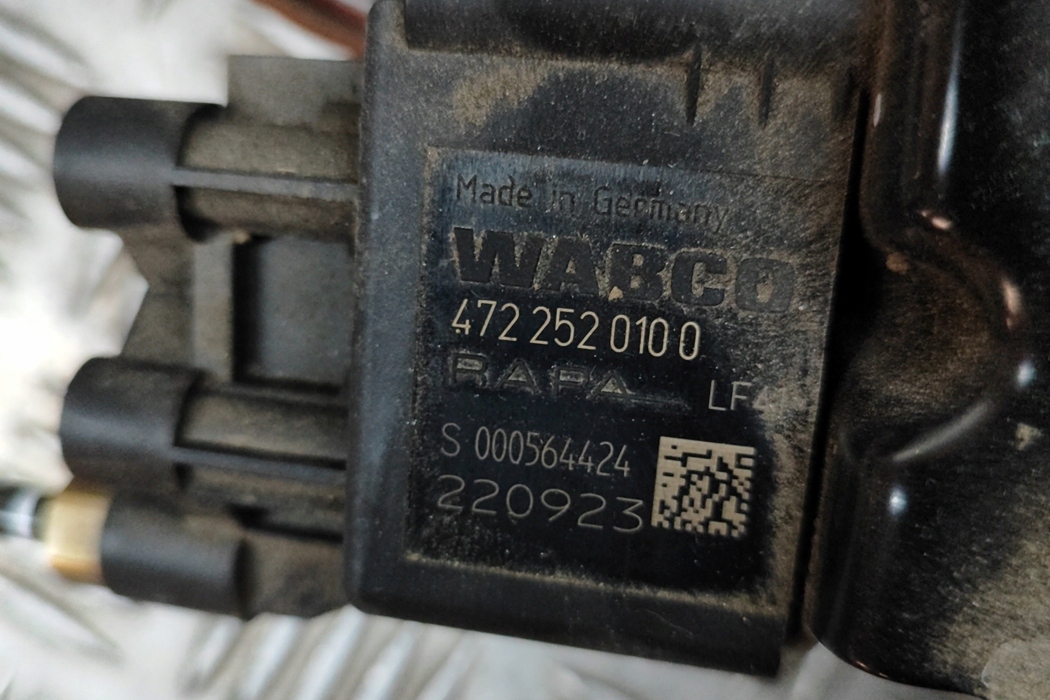 Made in Germany
WABCO
472 252 010 0
RAPA
S 000564424
220923